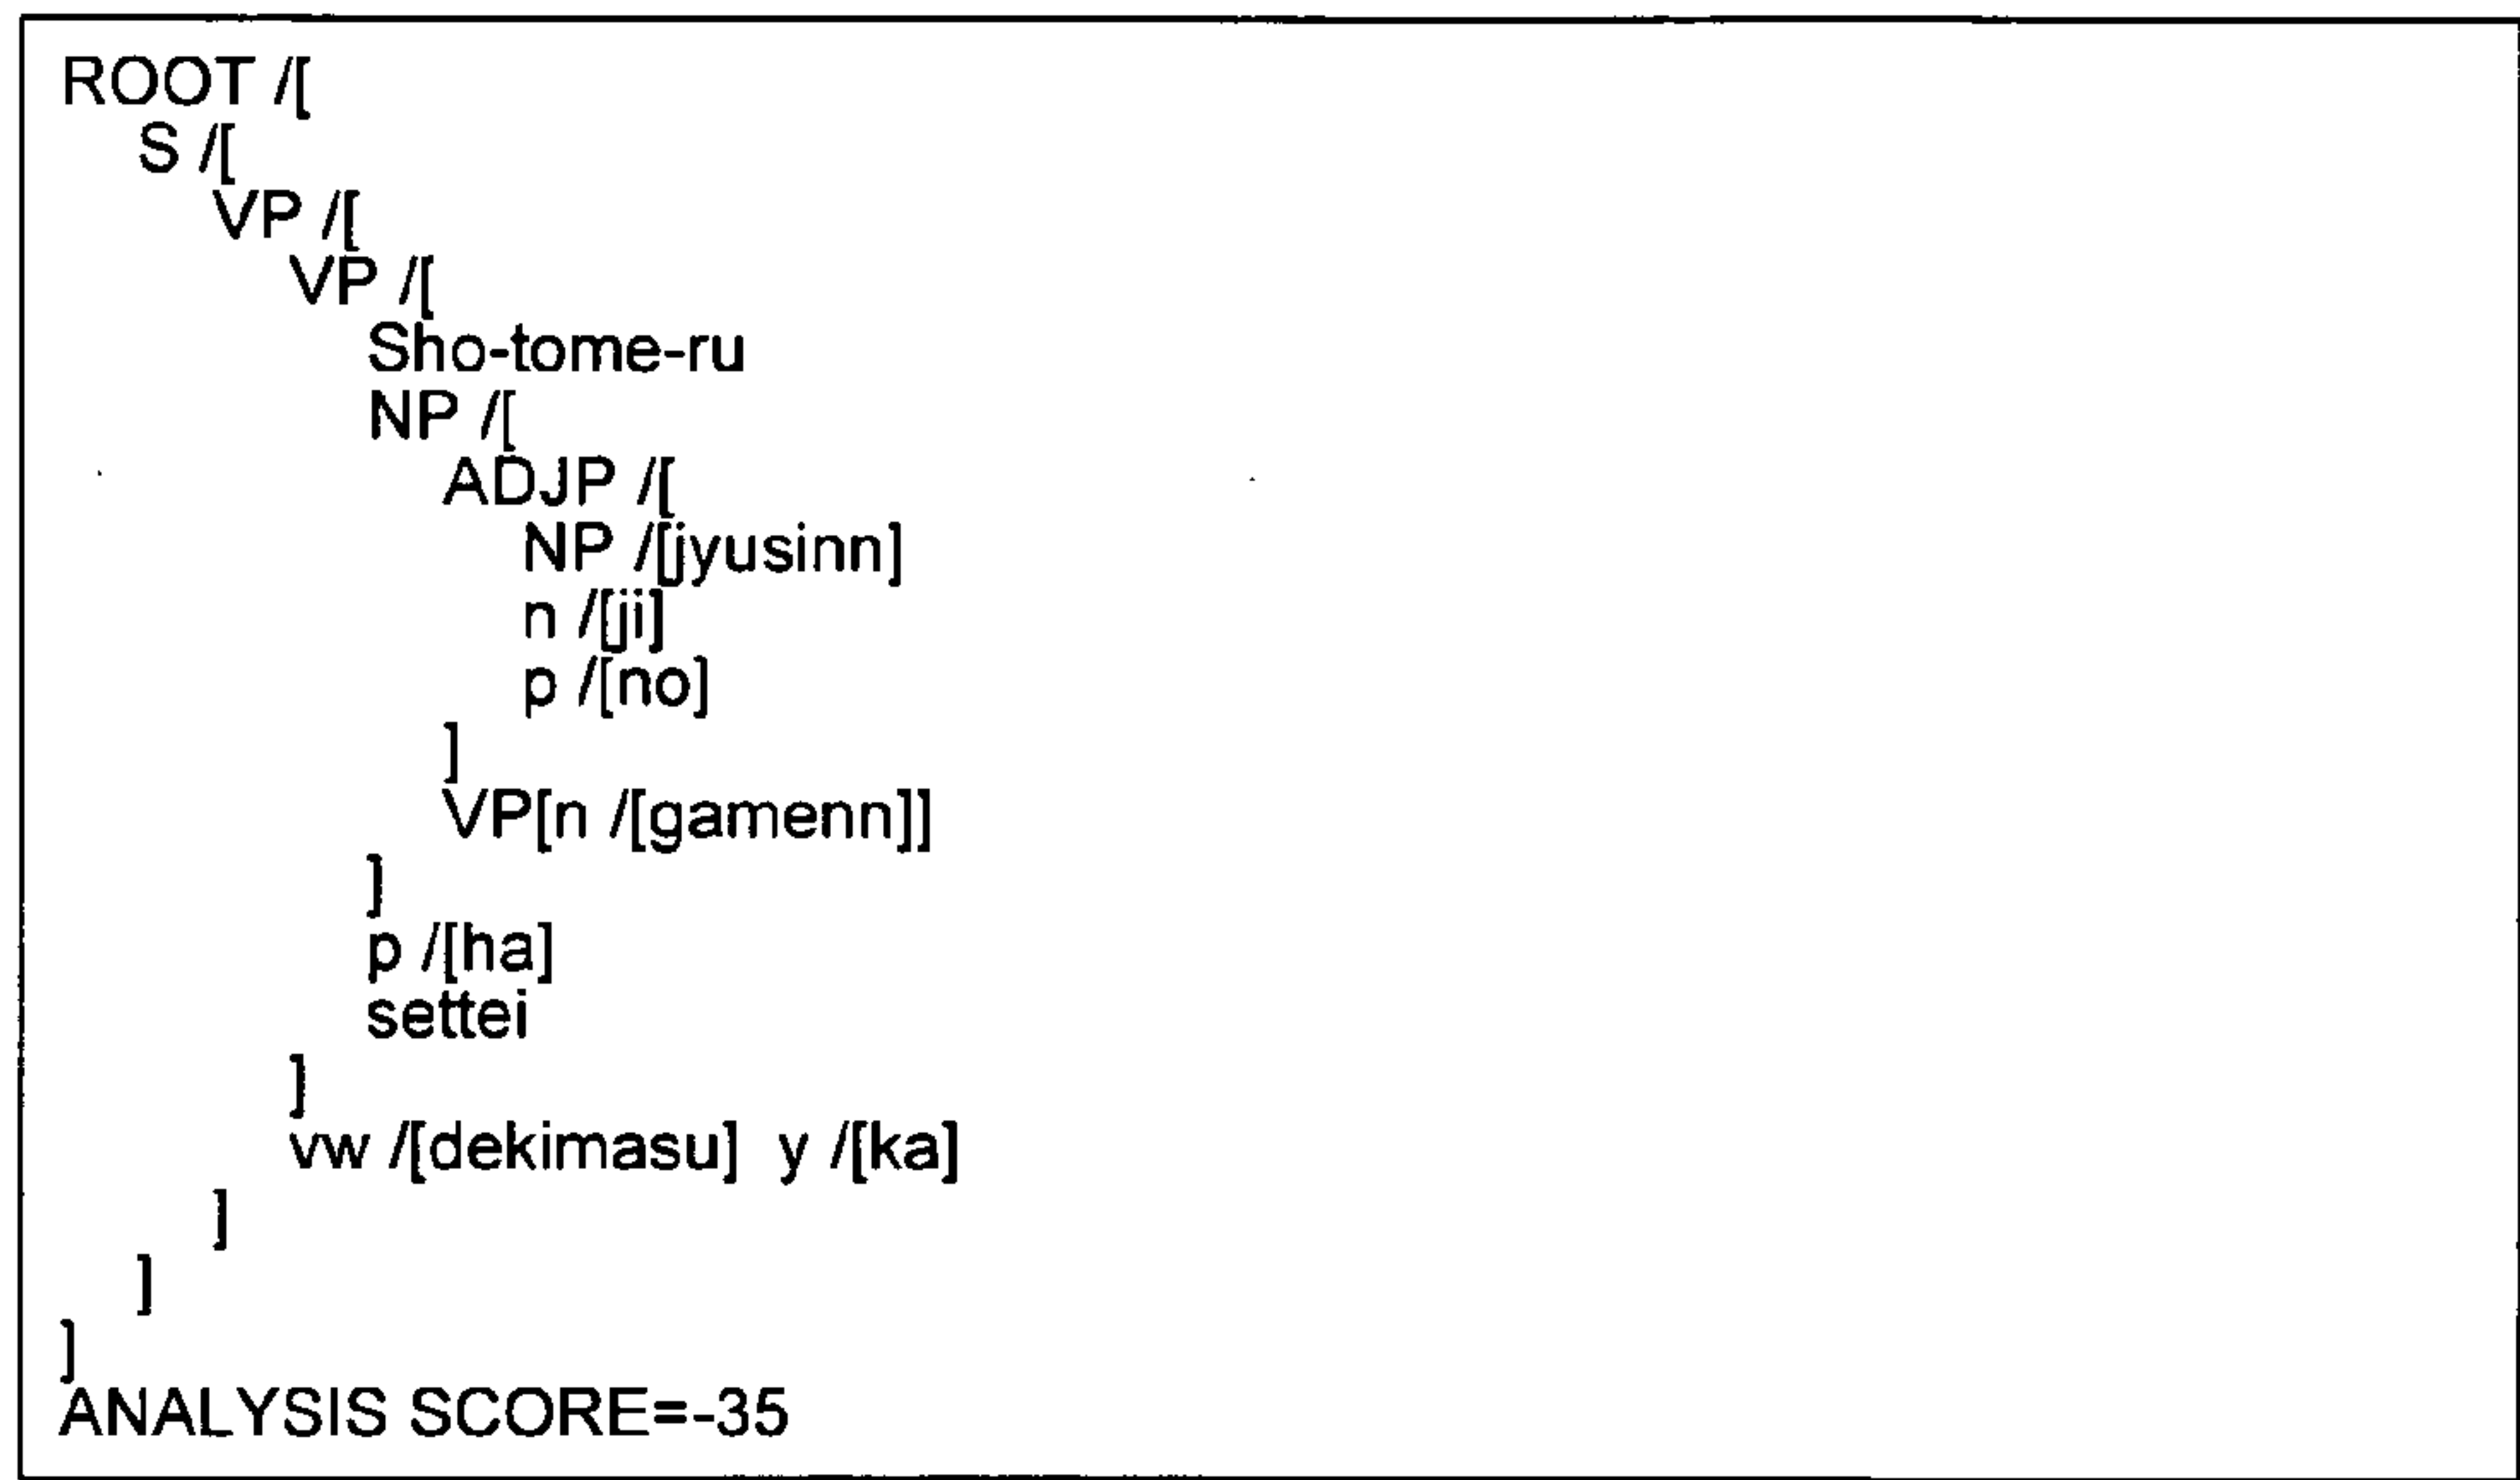 ROOT /[
S /[
VP /[
VP /[
Sho-tome-ru
NP /[
ADJP /[
NP /[jyusinn]
n /[ji]
p /[no]
]
VP[n /[gamenn]]
]
p /[ha]
settei
]
vw /[dekimasu] y /[ka]
]
]
]
ANALYSIS SCORE=-35